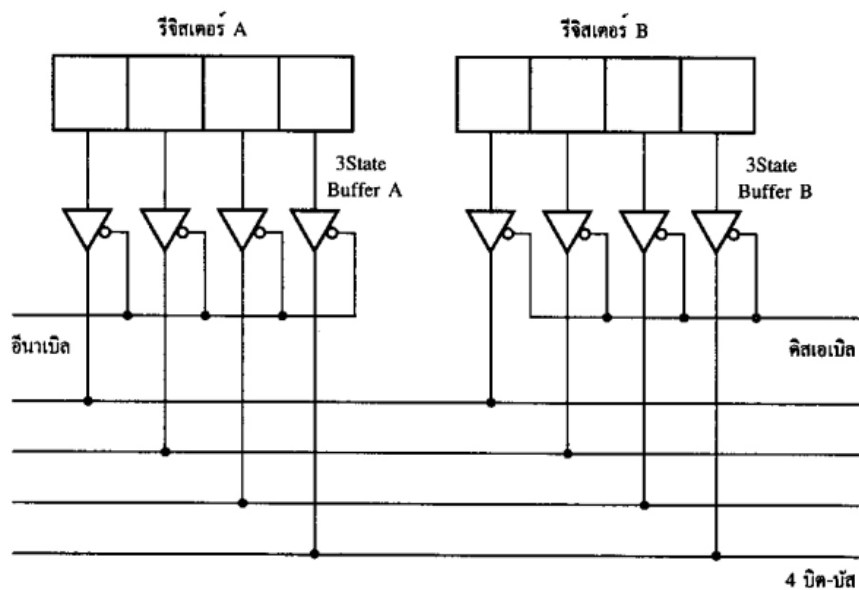 รีจิสเตอร์ A
รีจิสเตอร์ B
3State
Buffer A
3State
Buffer B
อีนาเบิล
ดิสเอเบิล
4 บิต-บัส